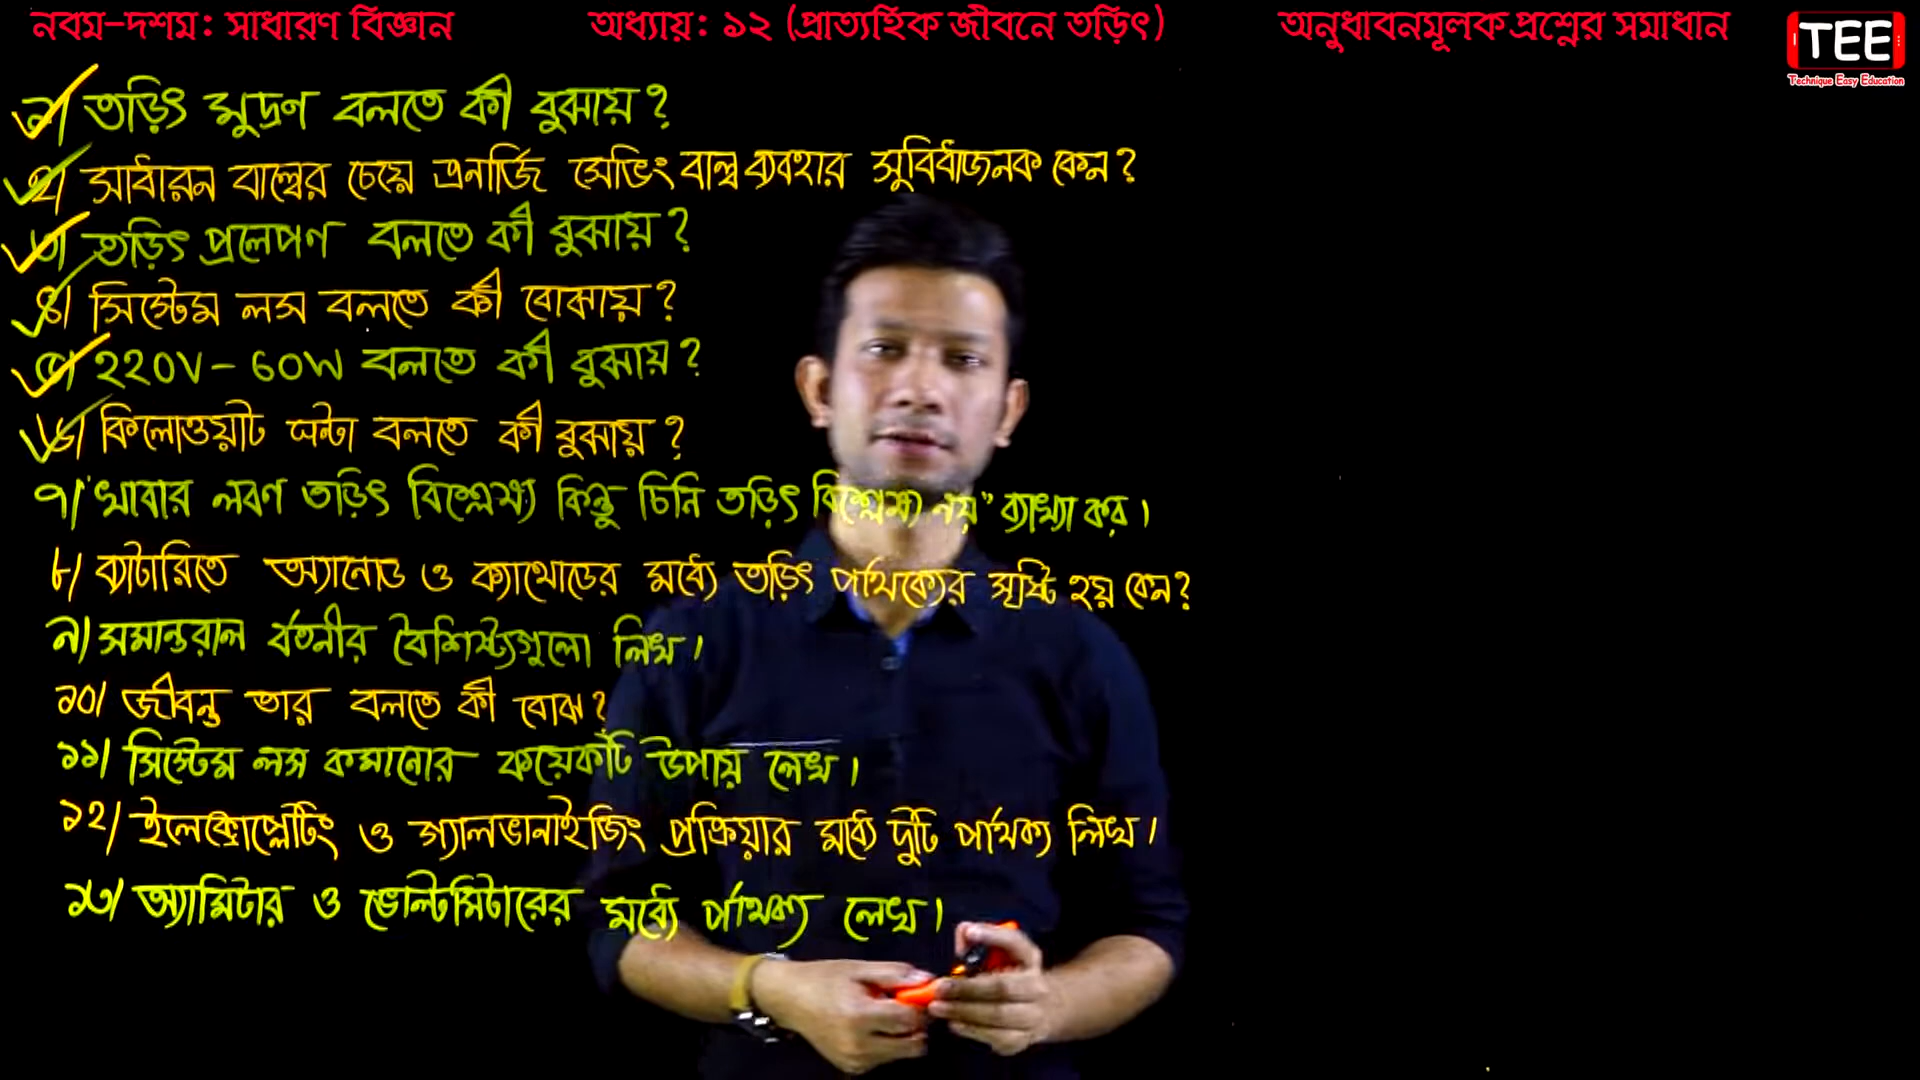 নবম-দশম: সাধারণ বিজ্ঞান অধ্যায়: ১২ (প্রাত্যহিক জীবনে তড়িৎ) অনুধাবনমূলক প্রশ্নের সমাধান
TEE
Technique Easy Education
১/ তড়িৎ মুদ্রণ বলতে কী বুঝায়?
২/ সাধারন বাল্বের চেয়ে এনার্জি সেভিং বাল্ব ব্যবহার সুবিধাজনক কেন?
৩/ তড়িৎ প্রলেপণ বলতে কী বুঝায়?
৪/ সিস্টেম লস বলতে কী বোঝায়?
৫/ 220V-60W বলতে কী বুঝায়?
৬/ কিলোওয়াট ঘন্টা বলতে কী বুঝায়?
৭/ "খাবার লবণ তড়িৎ বিশ্লেষ্য কিন্তু চিনি তড়িৎ বিশ্লেষ্য নয়" ব্যাখ্যা কর।
৮/ ব্যাটারিতে অ্যানোড ও ক্যাথোডের মধ্যে তড়িৎ পার্থক্যের সৃষ্টি হয় কেন?
৯/ সমান্তরাল বর্তনীর বৈশিষ্ট্যগুলো লিখ।
১০/ জীবন্ত তার বলতে কী বোঝ?
১১/ সিস্টেম লস কমানোর কয়েকটি উপায় লেখ।
১২/ ইলেক্ট্রোপ্লেটিং ও গ্যালভানাইজিং প্রক্রিয়ার মধ্যে দুটি পার্থক্য লিখ।
১৩/ অ্যামিটার ও ভোল্টমিটারের মধ্যে পার্থক্য লেখ।